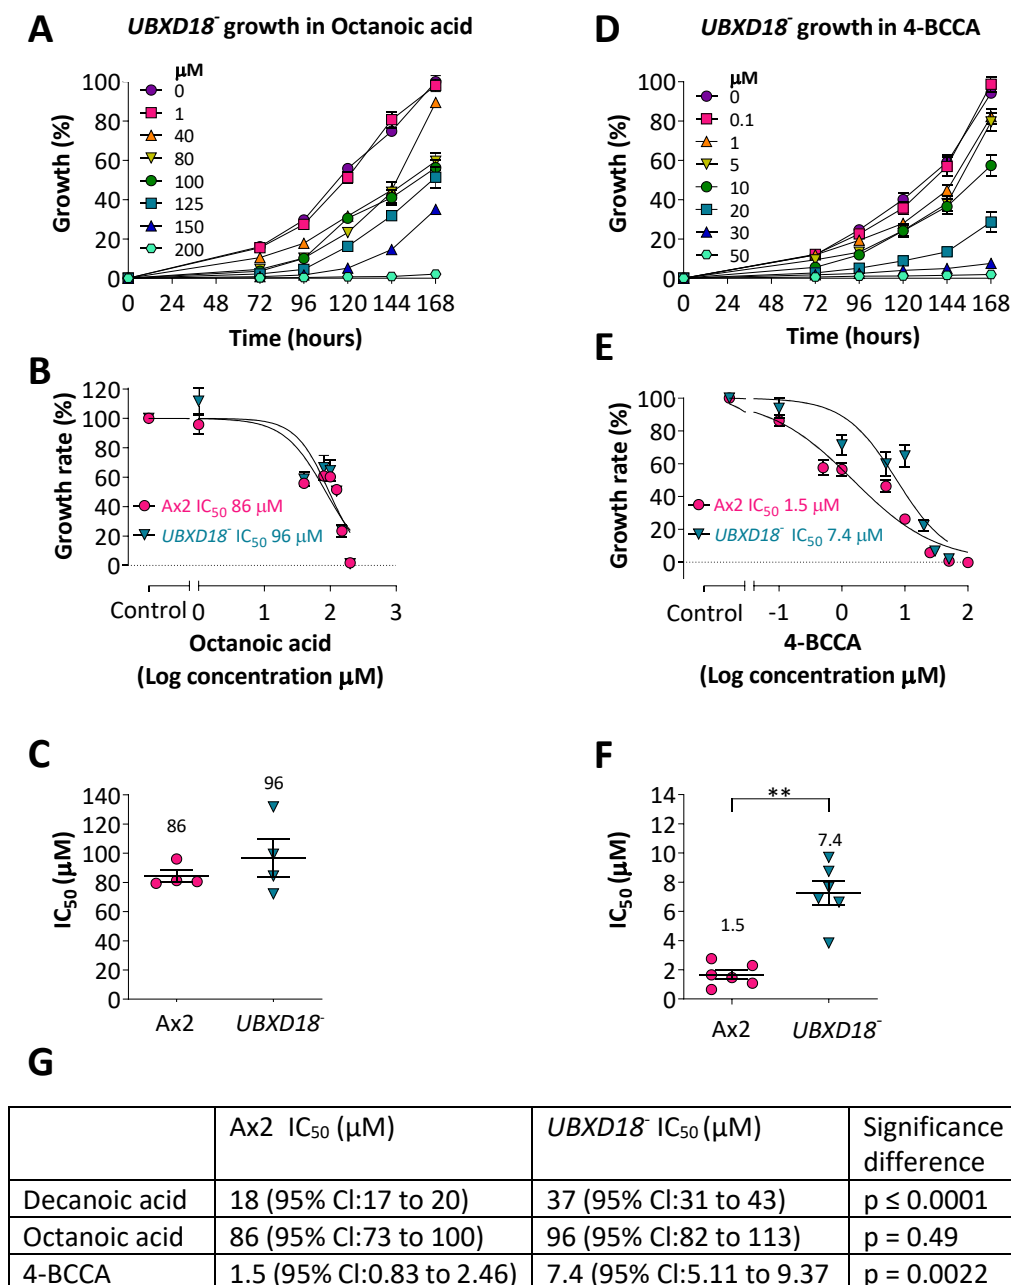 A
UBXD18⁻ growth in Octanoic acid
Growth (%)
100
80
60
40
20
0
μM
0
1
40
80
100
125
150
200
0 24 48 72 96 120 144 168
Time (hours)
D
UBXD18⁻ growth in 4-BCCA
Growth (%)
100
80
60
40
20
0
μM
0
0.1
1
5
10
20
30
50
0 24 48 72 96 120 144 168
Time (hours)
B
Growth rate (%)
120
100
80
60
40
20
0
Ax2 IC₅₀ 86 μM
UBXD18⁻ IC₅₀ 96 μM
Control 0 1 2 3
Octanoic acid
(Log concentration μM)
E
Growth rate (%)
100
80
60
40
20
0
Ax2 IC₅₀ 1.5 μM
UBXD18⁻ IC₅₀ 7.4 μM
Control -1 0 1 2
4-BCCA
(Log concentration μM)
C
IC₅₀ (μM)
140
120
100
80
60
40
20
0
86
96
Ax2 UBXD18⁻
F
IC₅₀ (μM)
14
12
10
8
6
4
2
0
**
1.5
7.4
Ax2 UBXD18⁻
G
Ax2 IC₅₀ (μM) UBXD18⁻ IC₅₀ (μM) Significance
difference
Decanoic acid 18 (95% Cl:17 to 20) 37 (95% Cl:31 to 43) p ≤ 0.0001
Octanoic acid 86 (95% Cl:73 to 100) 96 (95% Cl:82 to 113) p = 0.49
4-BCCA 1.5 (95% Cl:0.83 to 2.46) 7.4 (95% Cl:5.11 to 9.37 p = 0.0022